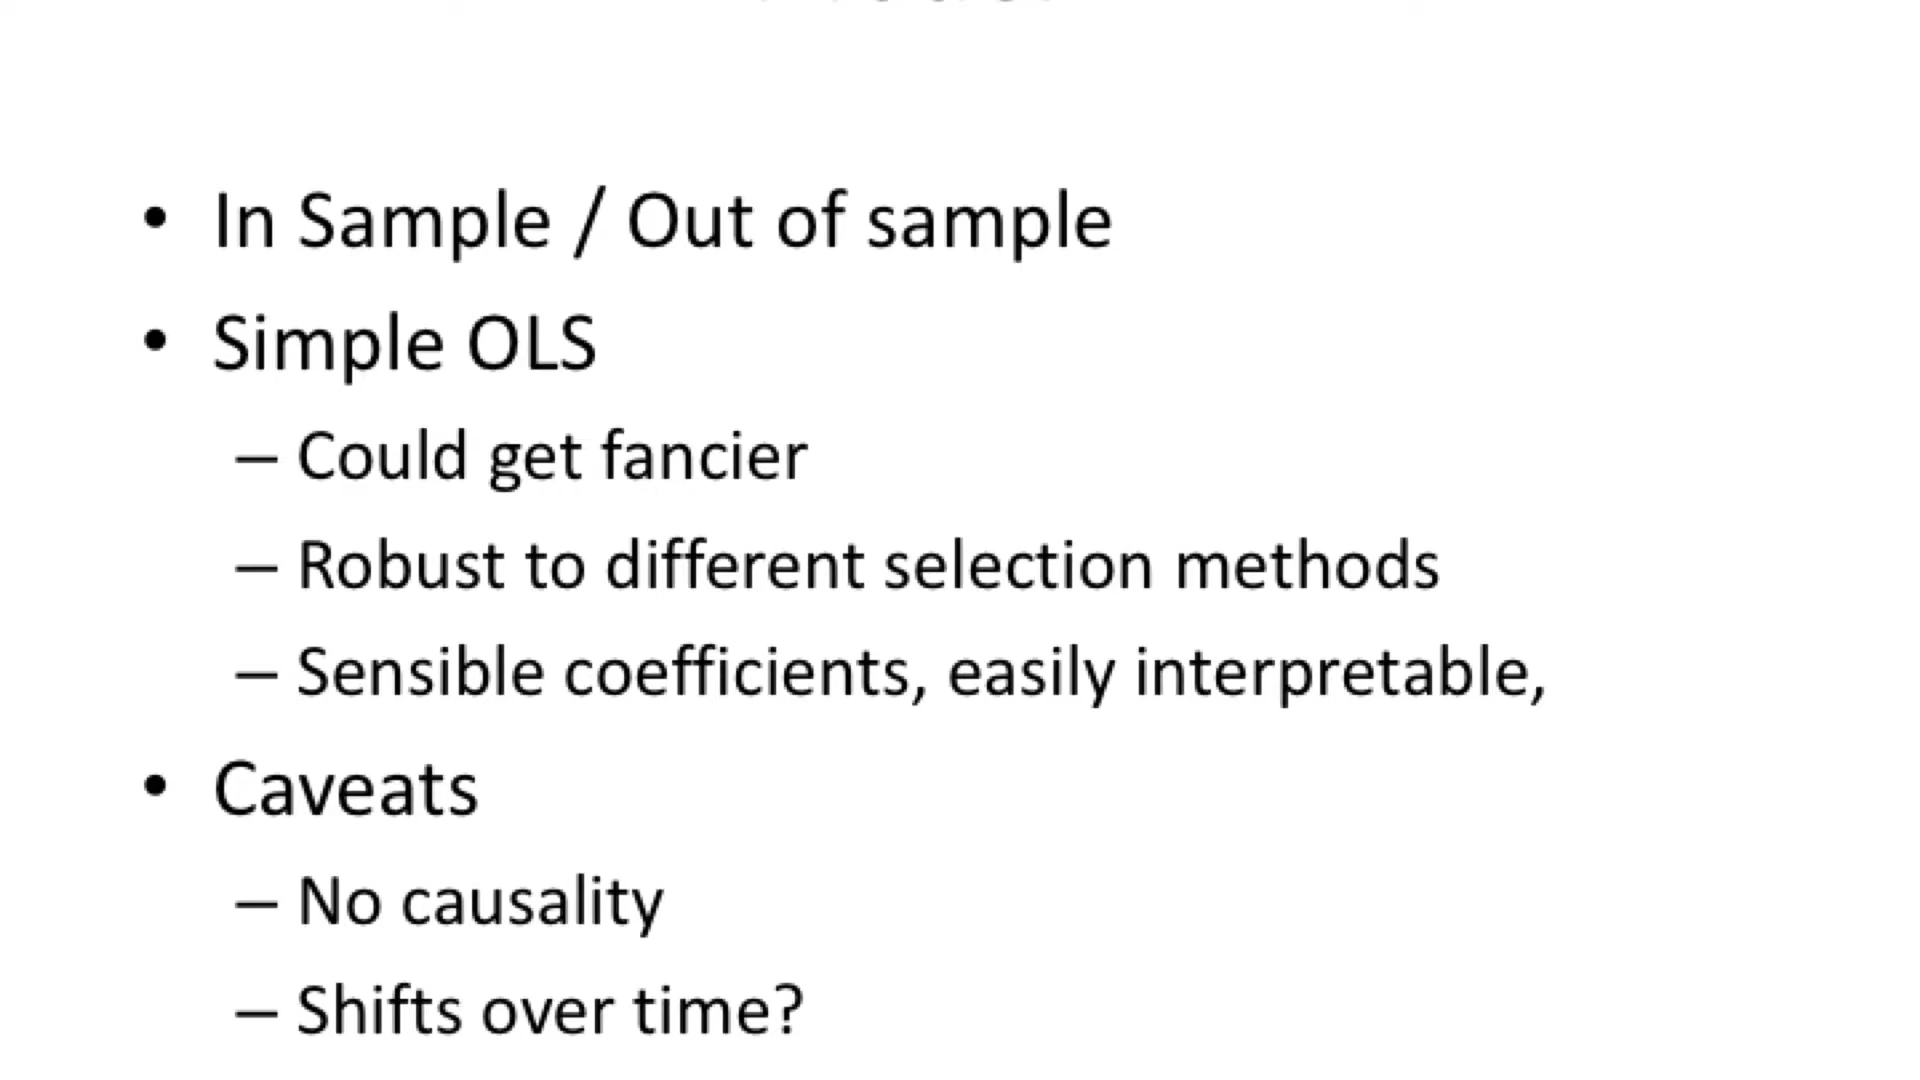 • In Sample / Out of sample
• Simple OLS
– Could get fancier
– Robust to different selection methods
– Sensible coefficients, easily interpretable,
• Caveats
– No causality
– Shifts over time?